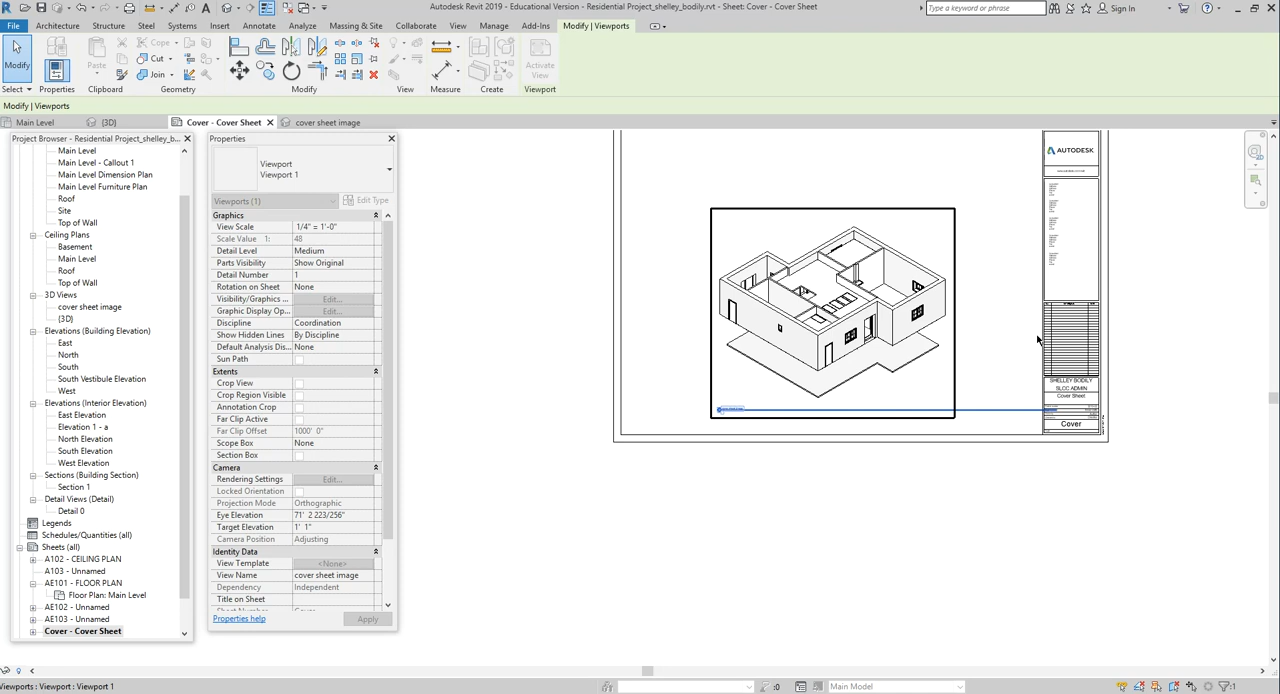 Autodesk Revit 2019 - Educational Version - Residential Project_shelley_bodily.rvt - Sheet: Cover - Cover Sheet
Type a keyword or phrase
Sign In
File
Architecture
Structure
Steel
Systems
Insert
Annotate
Analyze
Massing & Site
Collaborate
View
Manage
Add-Ins
Modify | Viewports
Modify
Select
Properties
Paste
Clipboard
Cope
Cut
Join
Geometry
Modify
View
Measure
Create
Activate
View
Viewport
Modify | Viewports
Main Level
{3D}
Cover - Cover Sheet
cover sheet image
Project Browser - Residential Project_shelley_b...
Main Level
Main Level - Callout 1
Main Level Dimension Plan
Main Level Furniture Plan
Roof
Site
Top of Wall
Ceiling Plans
Basement
Main Level
Roof
Top of Wall
3D Views
cover sheet image
{3D}
Elevations (Building Elevation)
East
North
South
South Vestibule Elevation
West
Elevations (Interior Elevation)
East Elevation
Elevation 1 - a
North Elevation
South Elevation
West Elevation
Sections (Building Section)
Section 1
Detail Views (Detail)
Detail 0
Legends
Schedules/Quantities (all)
Sheets (all)
A102 - CEILING PLAN
A103 - Unnamed
AE101 - FLOOR PLAN
Floor Plan: Main Level
AE102 - Unnamed
AE103 - Unnamed
Cover - Cover Sheet
Properties
Viewport
Viewport 1
Viewports (1)
Edit Type
Graphics
View Scale 1/4" = 1'-0"
Scale Value 1: 48
Detail Level Medium
Parts Visibility Show Original
Detail Number 1
Rotation on Sheet None
Visibility/Graphics ... Edit...
Graphic Display Op... Edit...
Discipline Coordination
Show Hidden Lines By Discipline
Default Analysis Dis... None
Sun Path
Extents
Crop View
Crop Region Visible
Annotation Crop
Far Clip Active
Far Clip Offset 1000' 0"
Scope Box None
Section Box
Camera
Rendering Settings Edit...
Locked Orientation
Projection Mode Orthographic
Eye Elevation 71' 2 223/256"
Target Elevation 1' 1"
Camera Position Adjusting
Identity Data
View Template <None>
View Name cover sheet image
Dependency Independent
Title on Sheet
Properties help
Apply
AUTODESK
SHELLEY BODILY
SLCC ADMIN
Cover Sheet
Cover
Viewports : Viewport : Viewport 1
:0
Main Model
:1